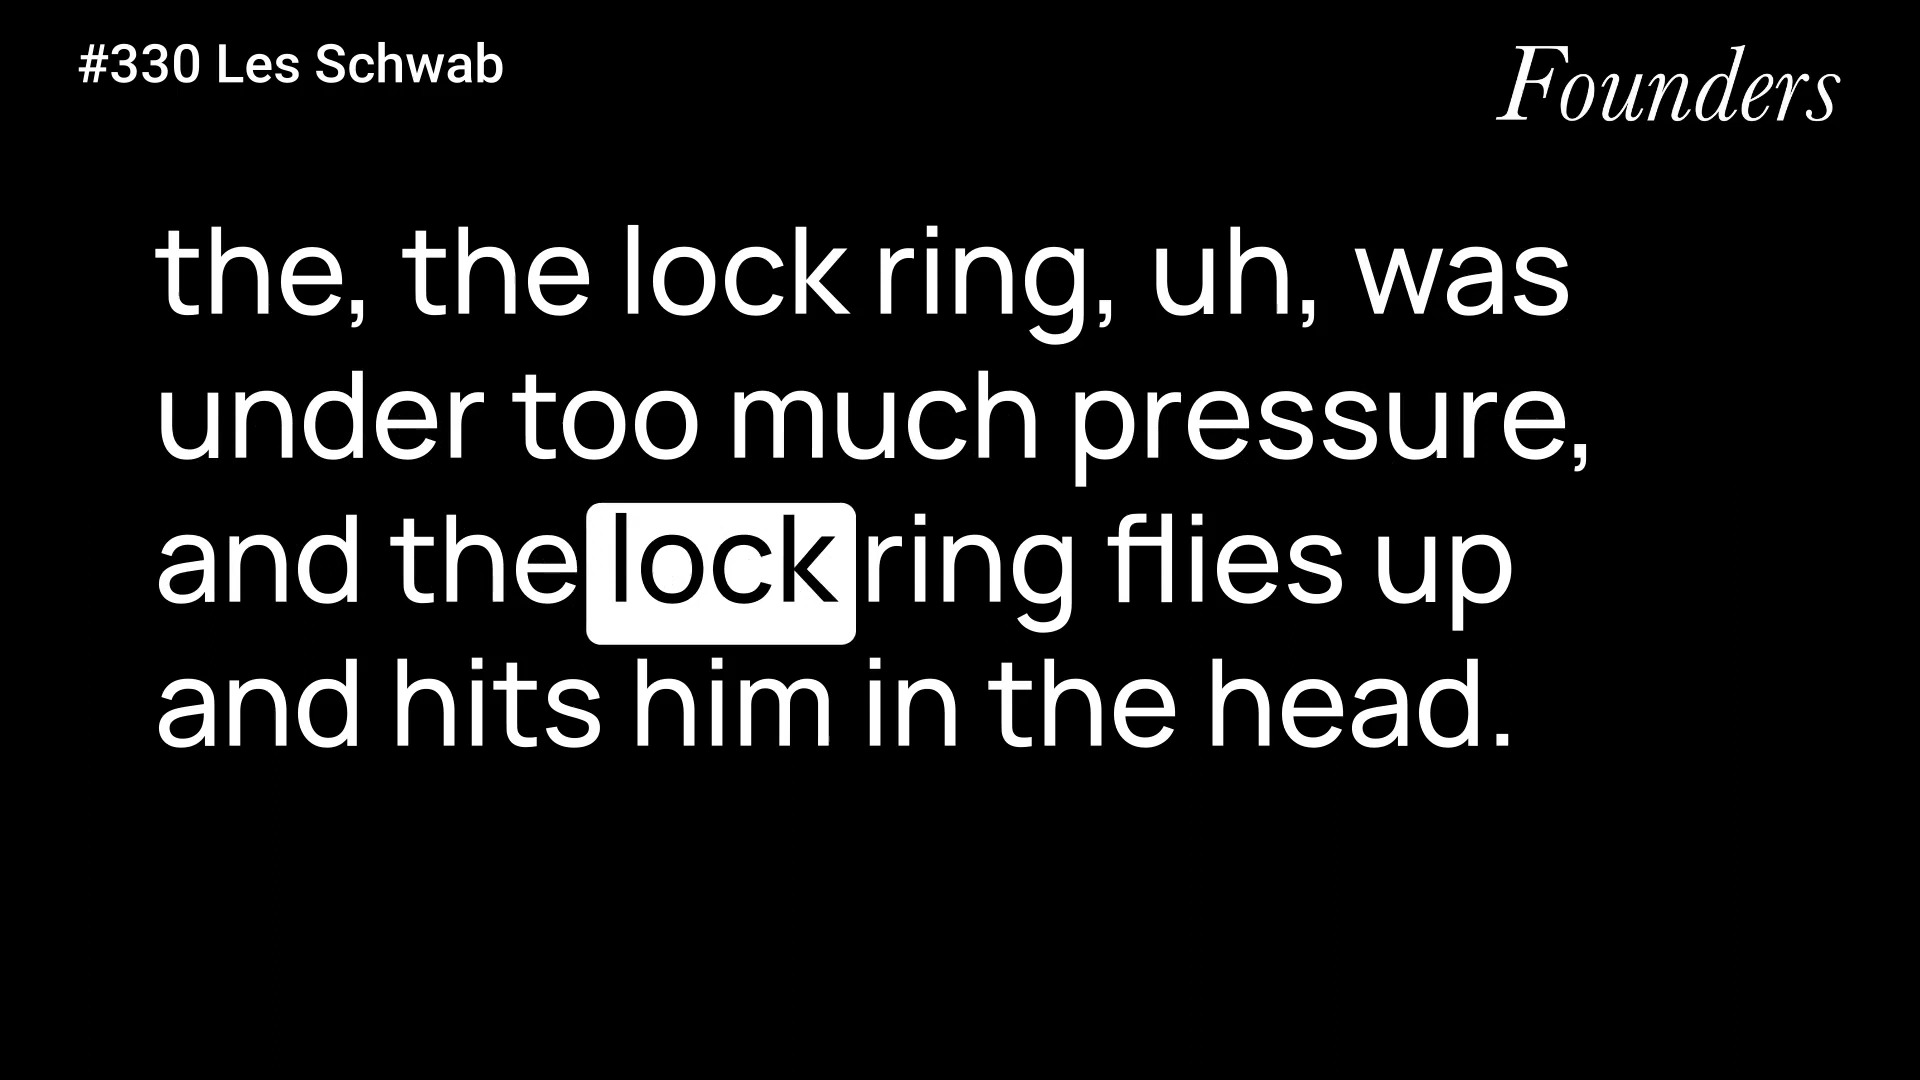 #330 Les Schwab
Founders
the, the lock ring, uh, was
under too much pressure,
and the lock ring flies up
and hits him in the head.